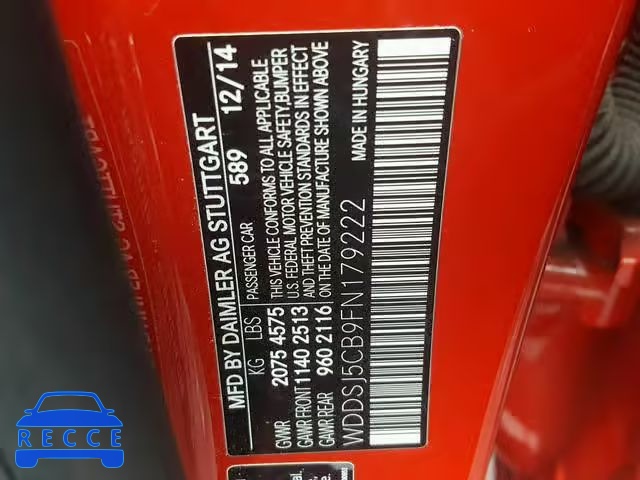 MFD BY DAIMLER AG STUTTGART
589 12/14
KG LBS PASSENGER CAR
GVWR 2075 4575 THIS VEHICLE CONFORMS TO ALL APPLICABLE
GAWR FRONT 1140 2513 U.S. FEDERAL MOTOR VEHICLE SAFETY, BUMPER
GAWR REAR 960 2116 AND THEFT PREVENTION STANDARDS IN EFFECT
ON THE DATE OF MANUFACTURE SHOWN ABOVE
WDDSJ5CB9FN179222 MADE IN HUNGARY
RECCE